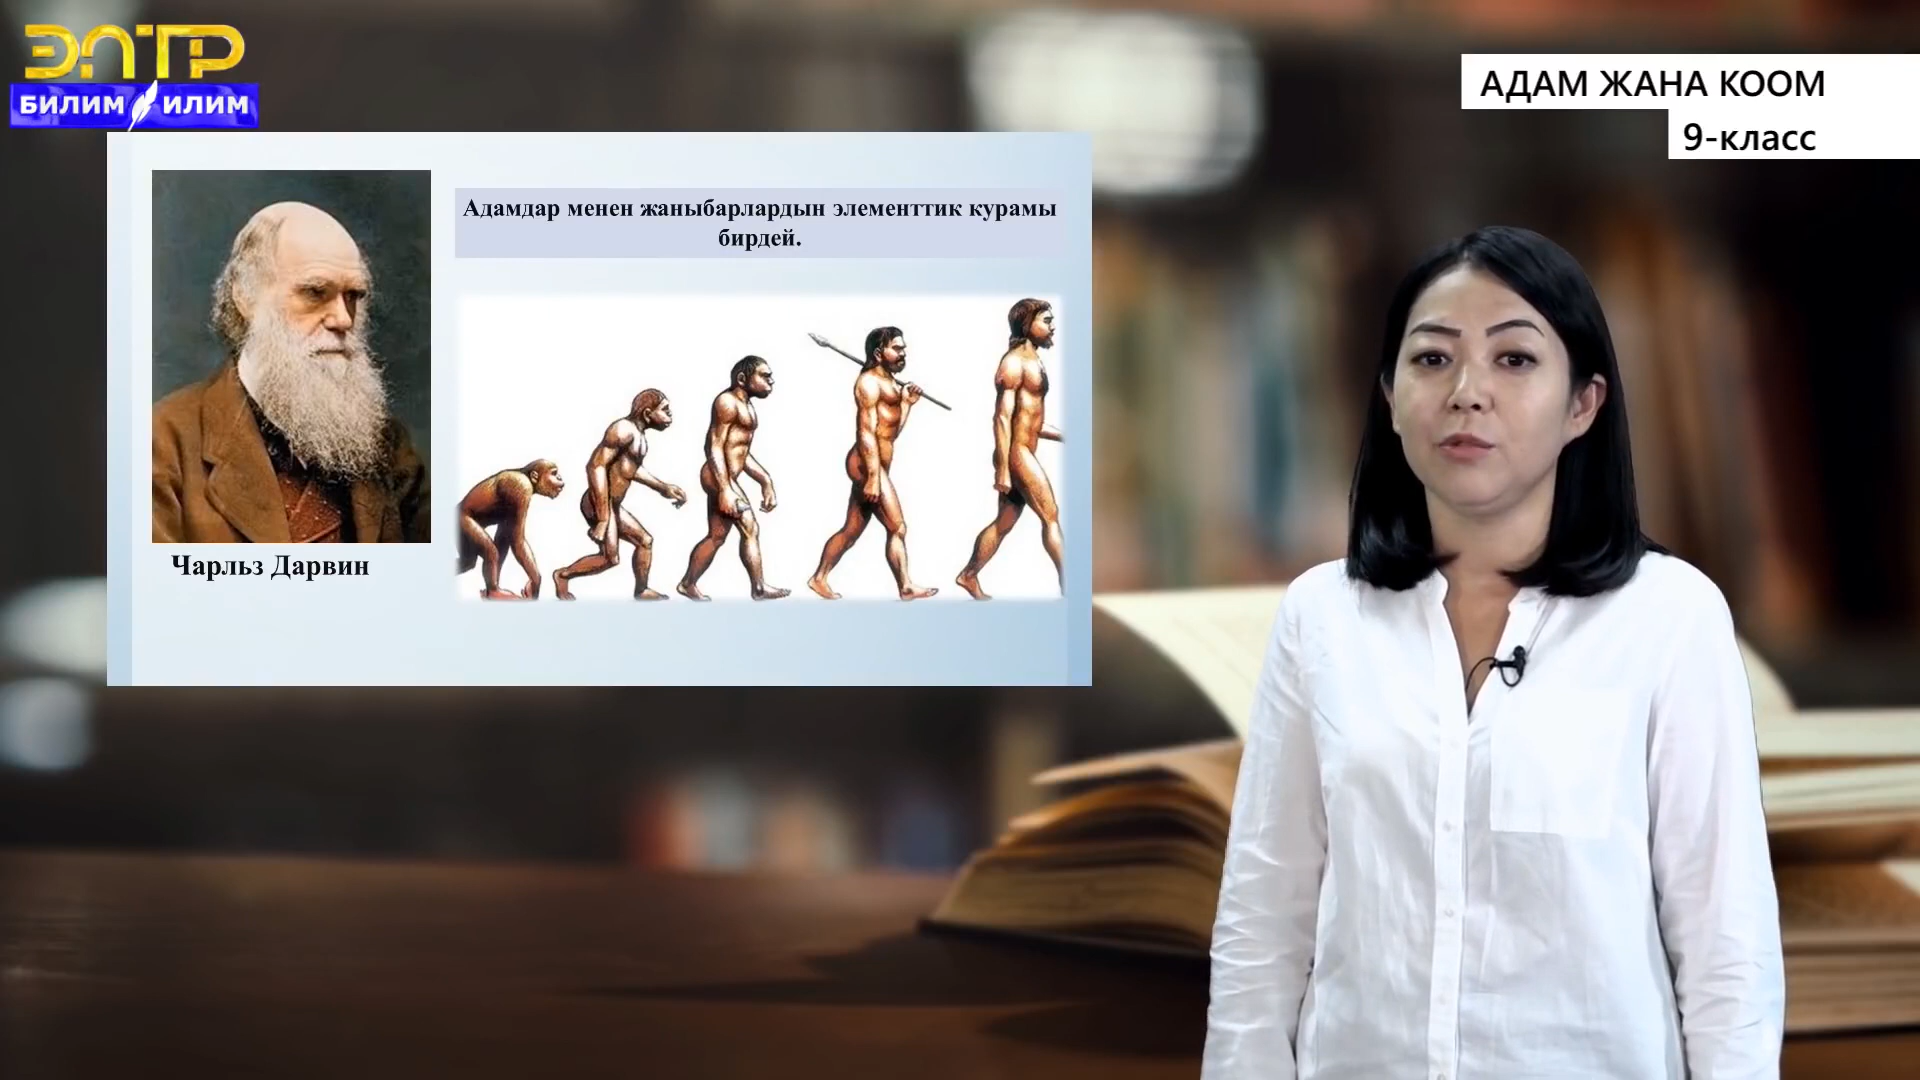 ЭЛТР
БИЛИМ ИЛИМ
АДАМ ЖАНА КООМ
9-класс
Адамдар менен жаныбарлардын элементтик курамы
бирдей.
Чарльз Дарвин